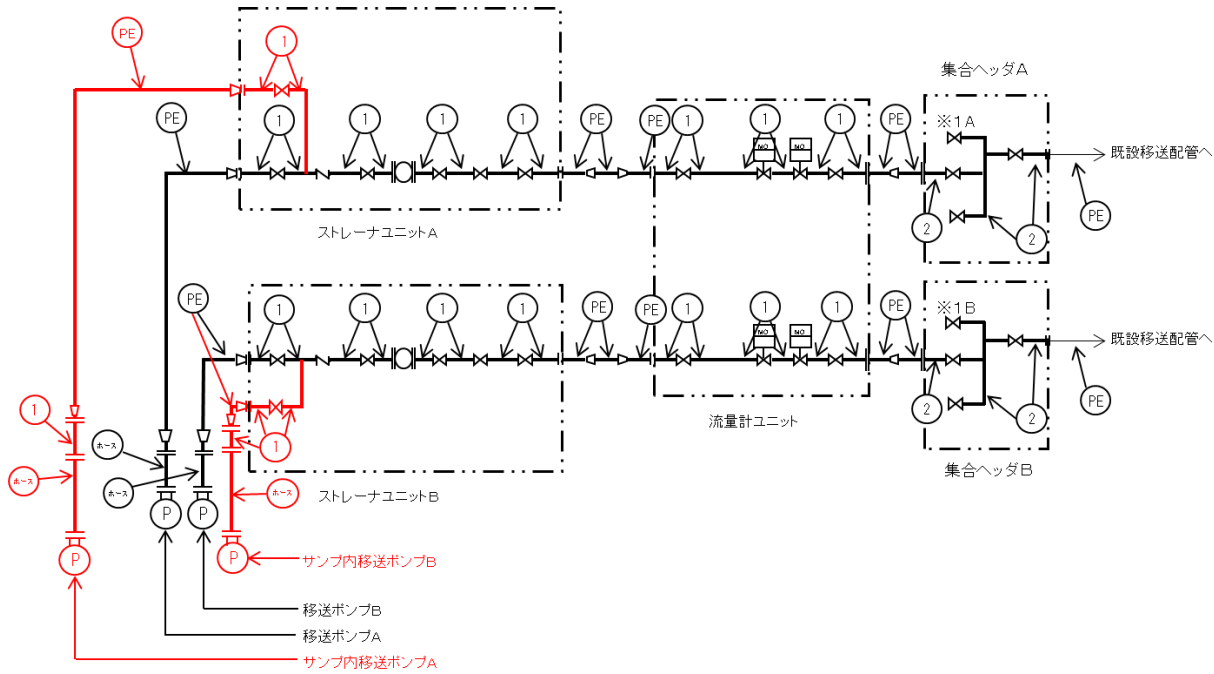 PE
1
集合ヘッダA
PE
1
1
1
1
PE
PE
1
1
1
PE
※1A
MO
MO
既設移送配管へ
PE
2
2
ストレーナユニットA
PE
1
1
1
1
PE
PE
1
1
1
PE
※1B
MO
MO
既設移送配管へ
PE
2
2
1
流量計ユニット
1
ホース
集合ヘッダB
ホース
ホース
ホース
ストレーナユニットB
P
P
P
P
サンプ内移送ポンプB
移送ポンプB
移送ポンプA
サンプ内移送ポンプA